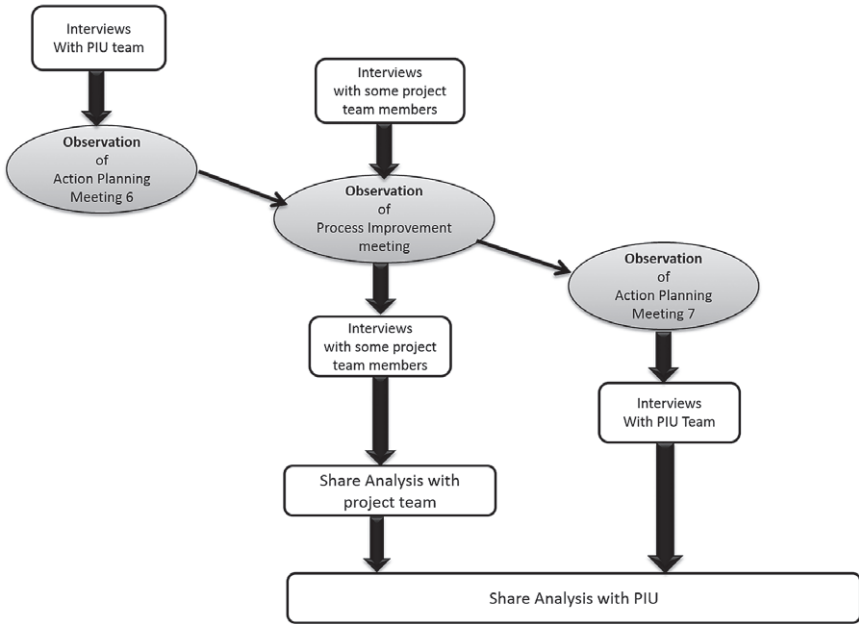 Interviews
With PIU team
Interviews
with some project
team members
Observation
of
Action Planning
Meeting 6
Observation
of
Process Improvement
meeting
Observation
of
Action Planning
Meeting 7
Interviews
with some project
team members
Interviews
With PIU Team
Share Analysis with
project team
Share Analysis with PIU